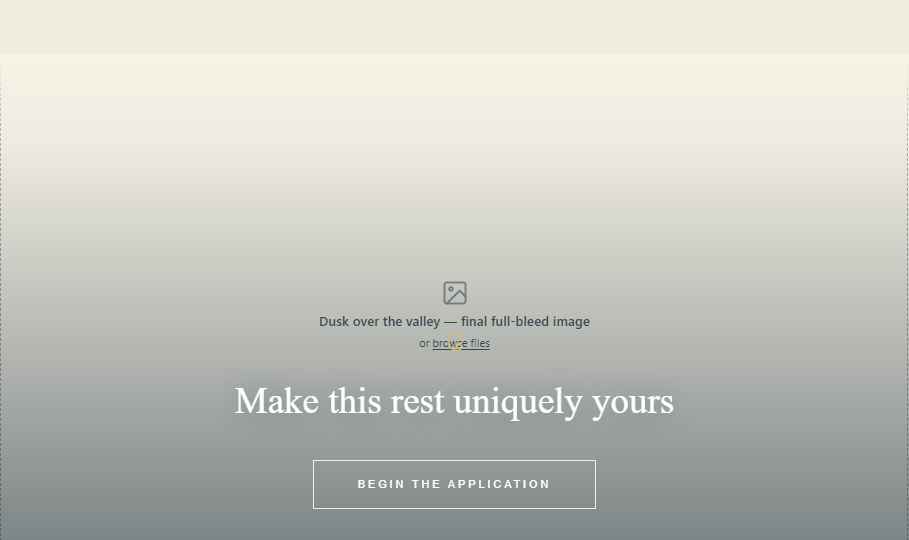 Dusk over the valley — final full-bleed image
or browse files
Make this rest uniquely yours
BEGIN THE APPLICATION